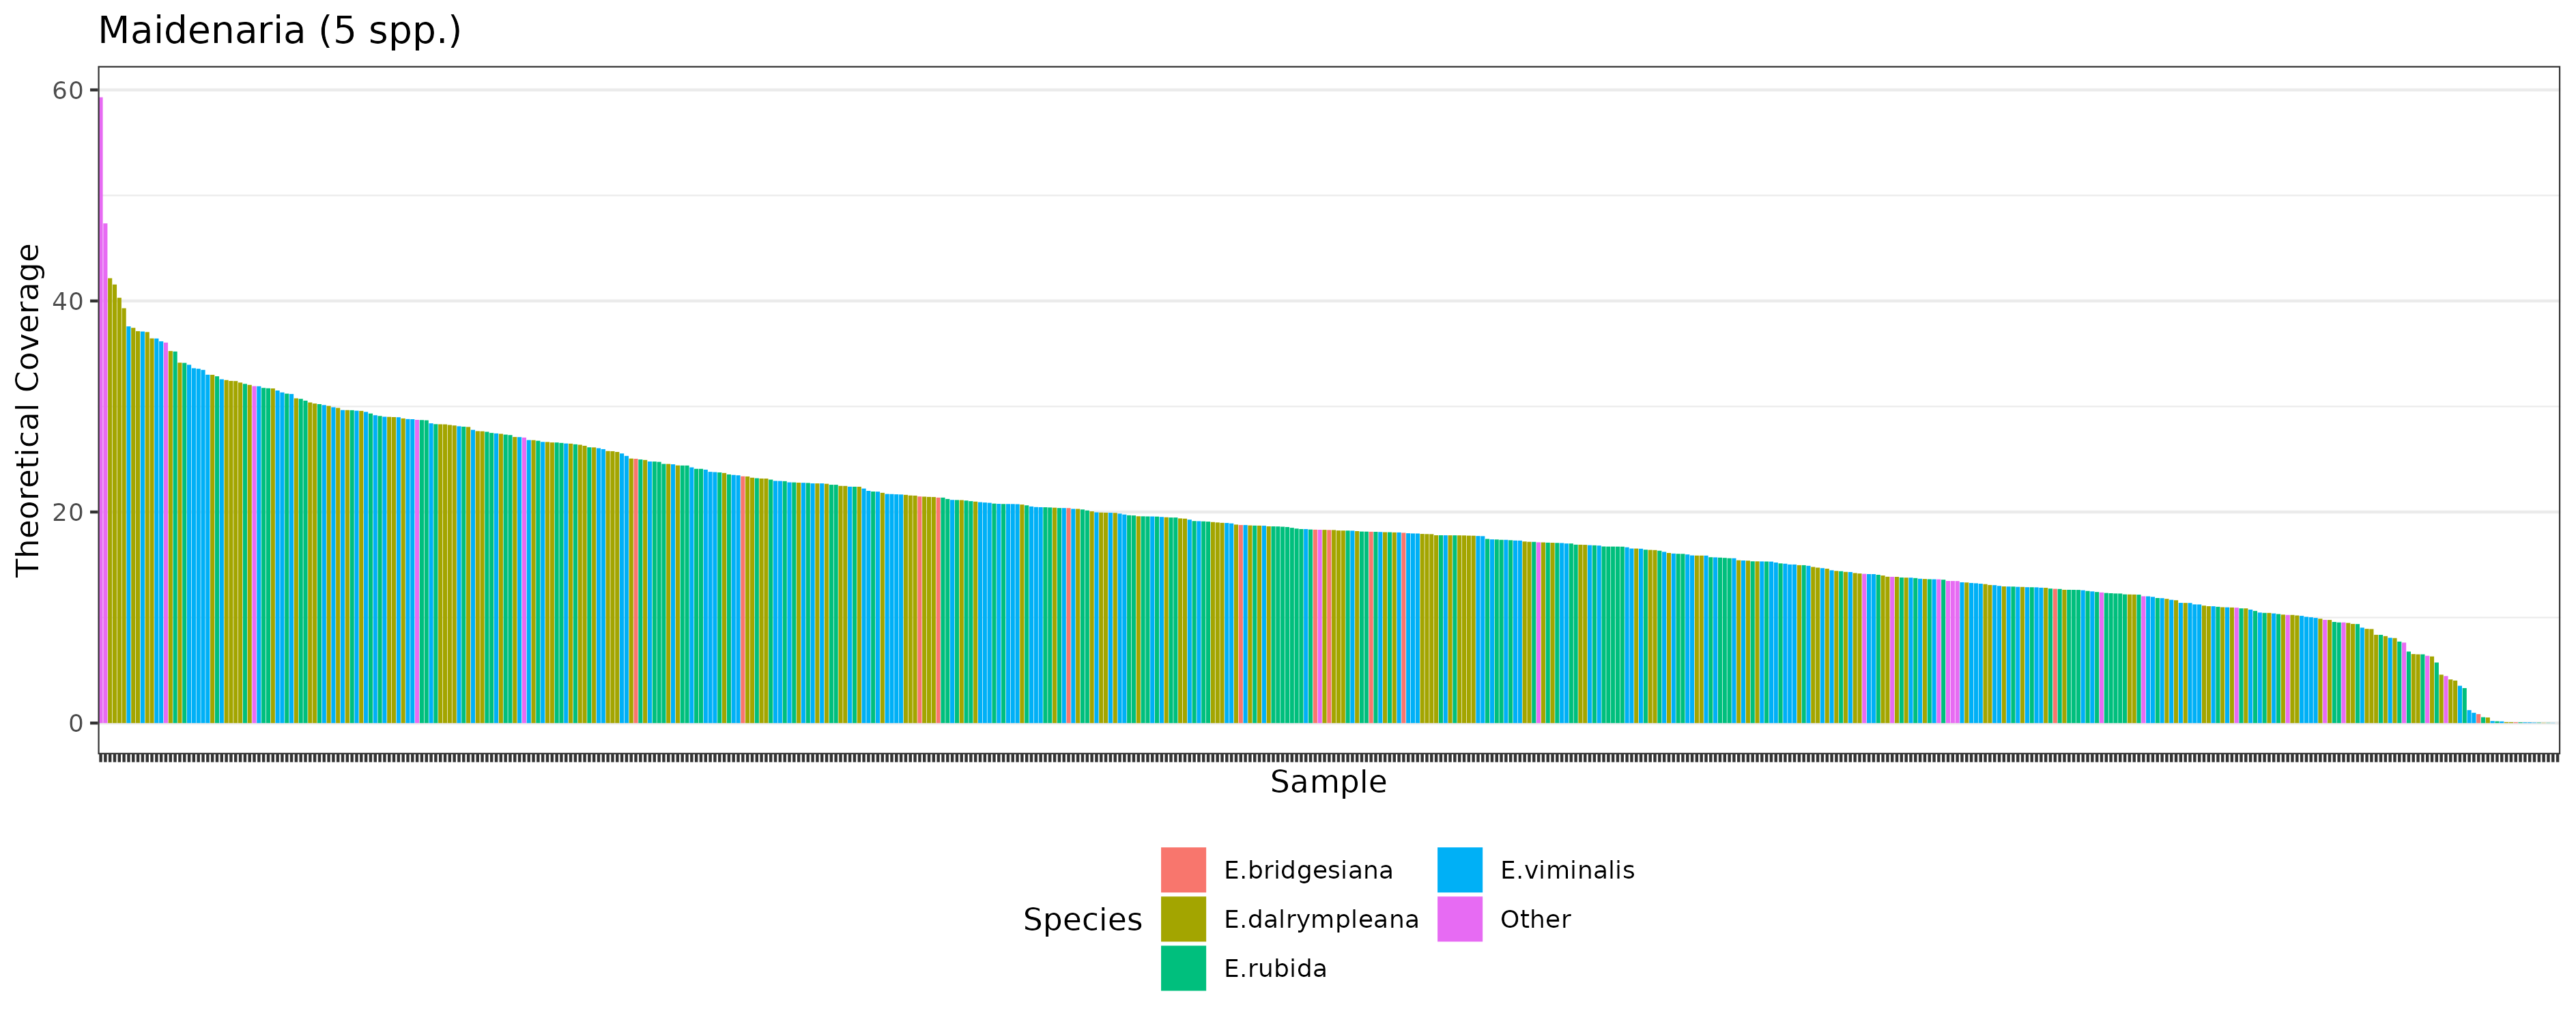 Maidenaria (5 spp.)
60
40
20
0
Theoretical Coverage
Sample
Species
E.bridgesiana
E.dalrympleana
E.rubida
E.viminalis
Other